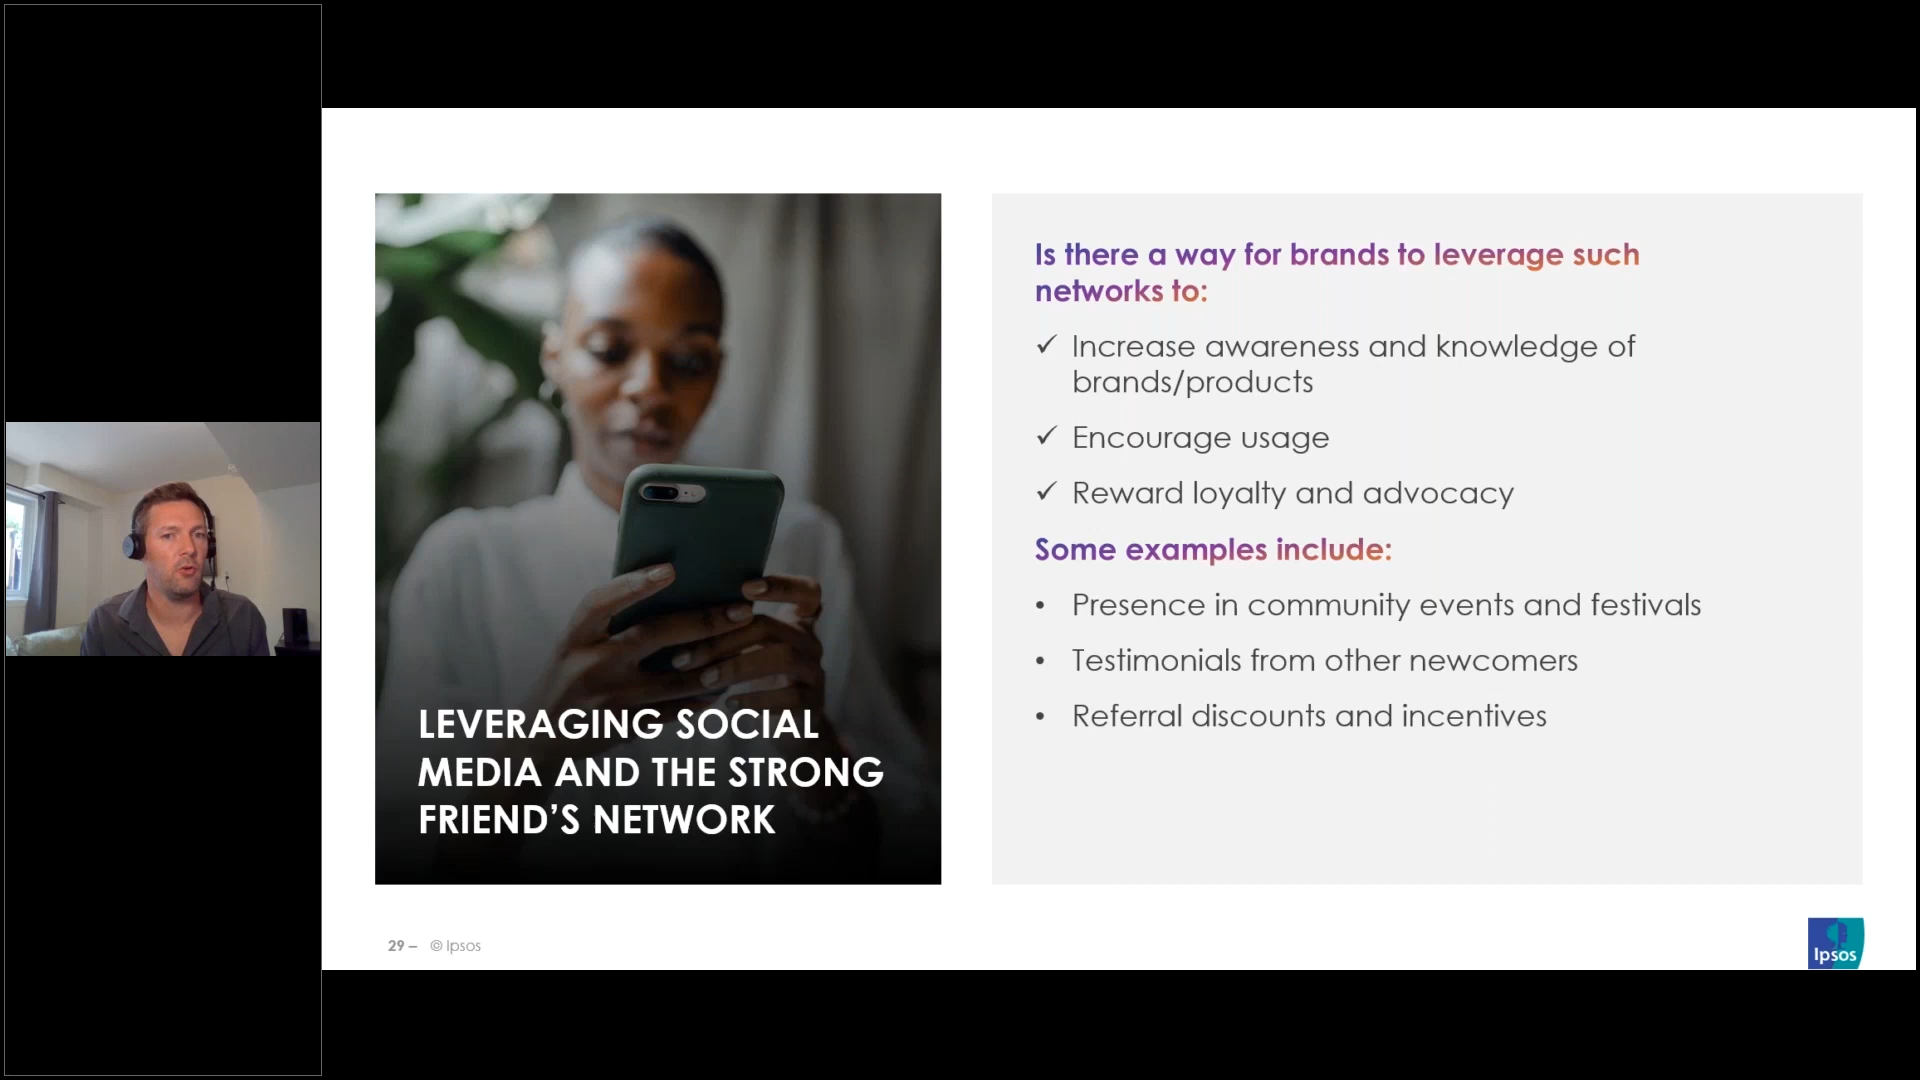 LEVERAGING SOCIAL
MEDIA AND THE STRONG
FRIEND’S NETWORK
Is there a way for brands to leverage such
networks to:
✓ Increase awareness and knowledge of
brands/products
✓ Encourage usage
✓ Reward loyalty and advocacy
Some examples include:
• Presence in community events and festivals
• Testimonials from other newcomers
• Referral discounts and incentives
29 – © Ipsos
Ipsos